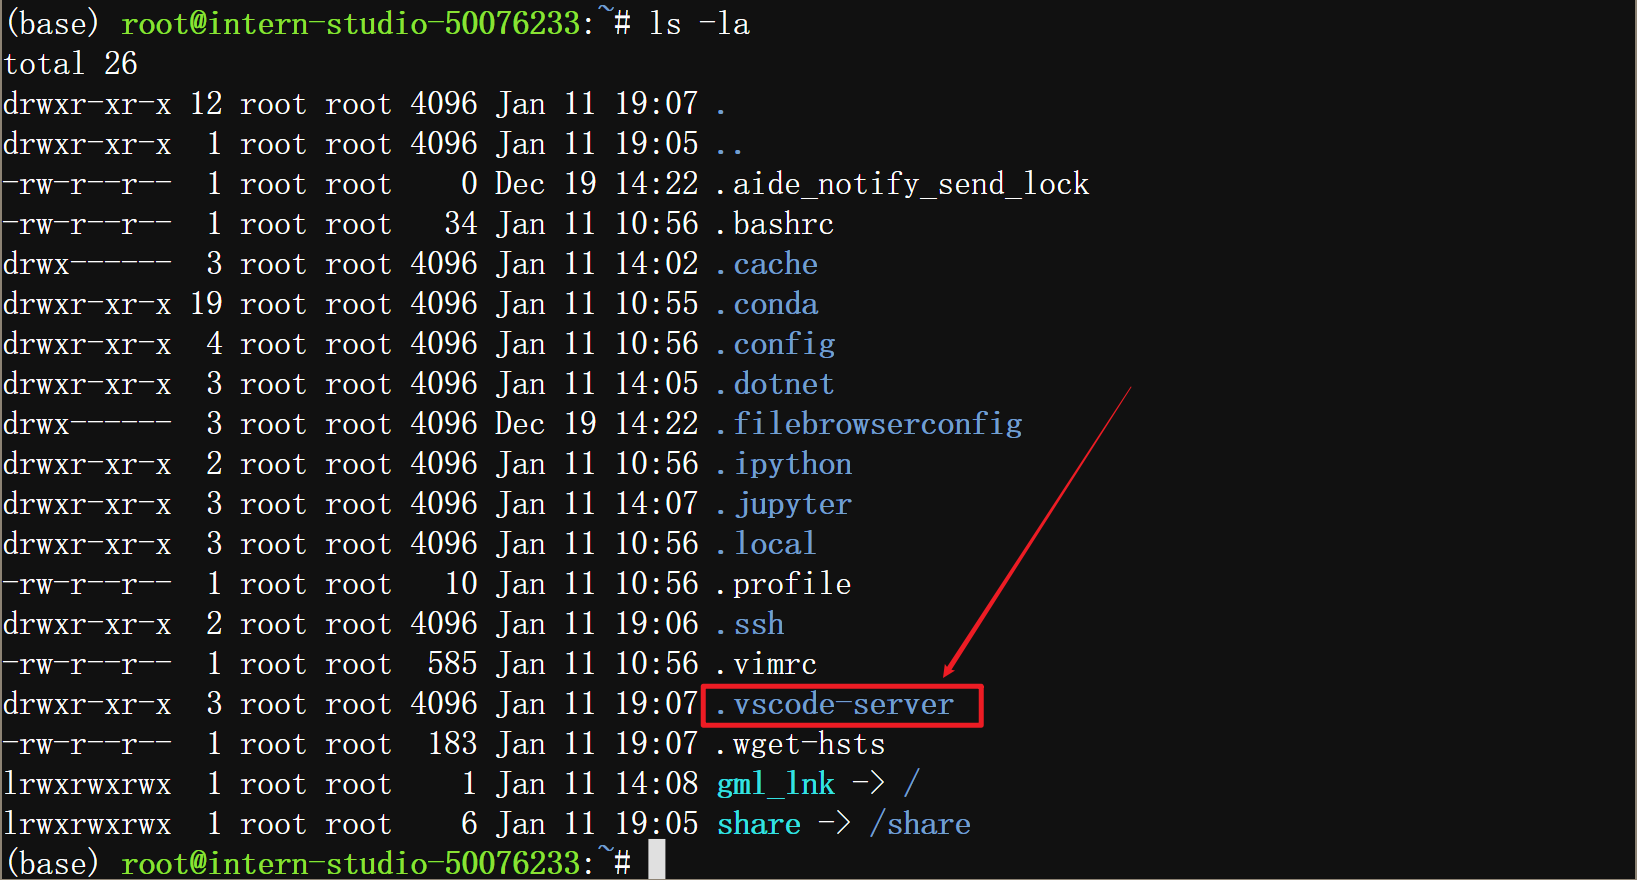 (base) root@intern-studio-50076233:~# ls -la
total 26
drwxr-xr-x 12 root root 4096 Jan 11 19:07 .
drwxr-xr-x  1 root root 4096 Jan 11 19:05 ..
-rw-r--r--  1 root root    0 Dec 19 14:22 .aide_notify_send_lock
-rw-r--r--  1 root root   34 Jan 11 10:56 .bashrc
drwx------  3 root root 4096 Jan 11 14:02 .cache
drwxr-xr-x 19 root root 4096 Jan 11 10:55 .conda
drwxr-xr-x  4 root root 4096 Jan 11 10:56 .config
drwxr-xr-x  3 root root 4096 Jan 11 14:05 .dotnet
drwx------  3 root root 4096 Dec 19 14:22 .filebrowserconfig
drwxr-xr-x  2 root root 4096 Jan 11 10:56 .ipython
drwxr-xr-x  3 root root 4096 Jan 11 14:07 .jupyter
drwxr-xr-x  3 root root 4096 Jan 11 10:56 .local
-rw-r--r--  1 root root   10 Jan 11 10:56 .profile
drwxr-xr-x  2 root root 4096 Jan 11 19:06 .ssh
-rw-r--r--  1 root root  585 Jan 11 10:56 .vimrc
drwxr-xr-x  3 root root 4096 Jan 11 19:07 .vscode-server
-rw-r--r--  1 root root  183 Jan 11 19:07 .wget-hsts
lrwxrwxrwx  1 root root    1 Jan 11 14:08 gml_lnk -> /
lrwxrwxrwx  1 root root    6 Jan 11 19:05 share -> /share
(base) root@intern-studio-50076233:~#